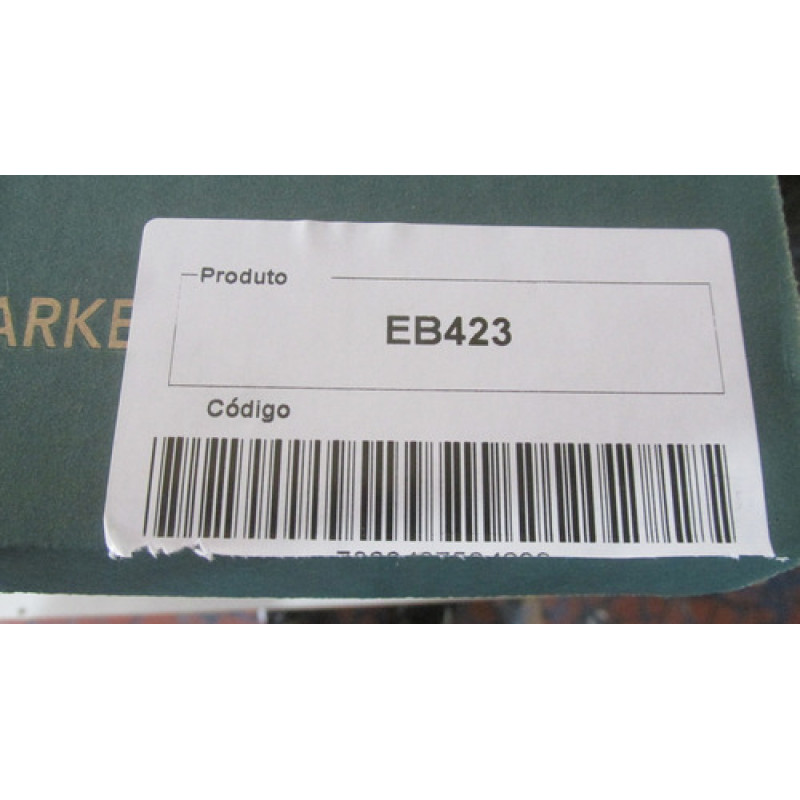 Produto
ARKE
EB423
Código